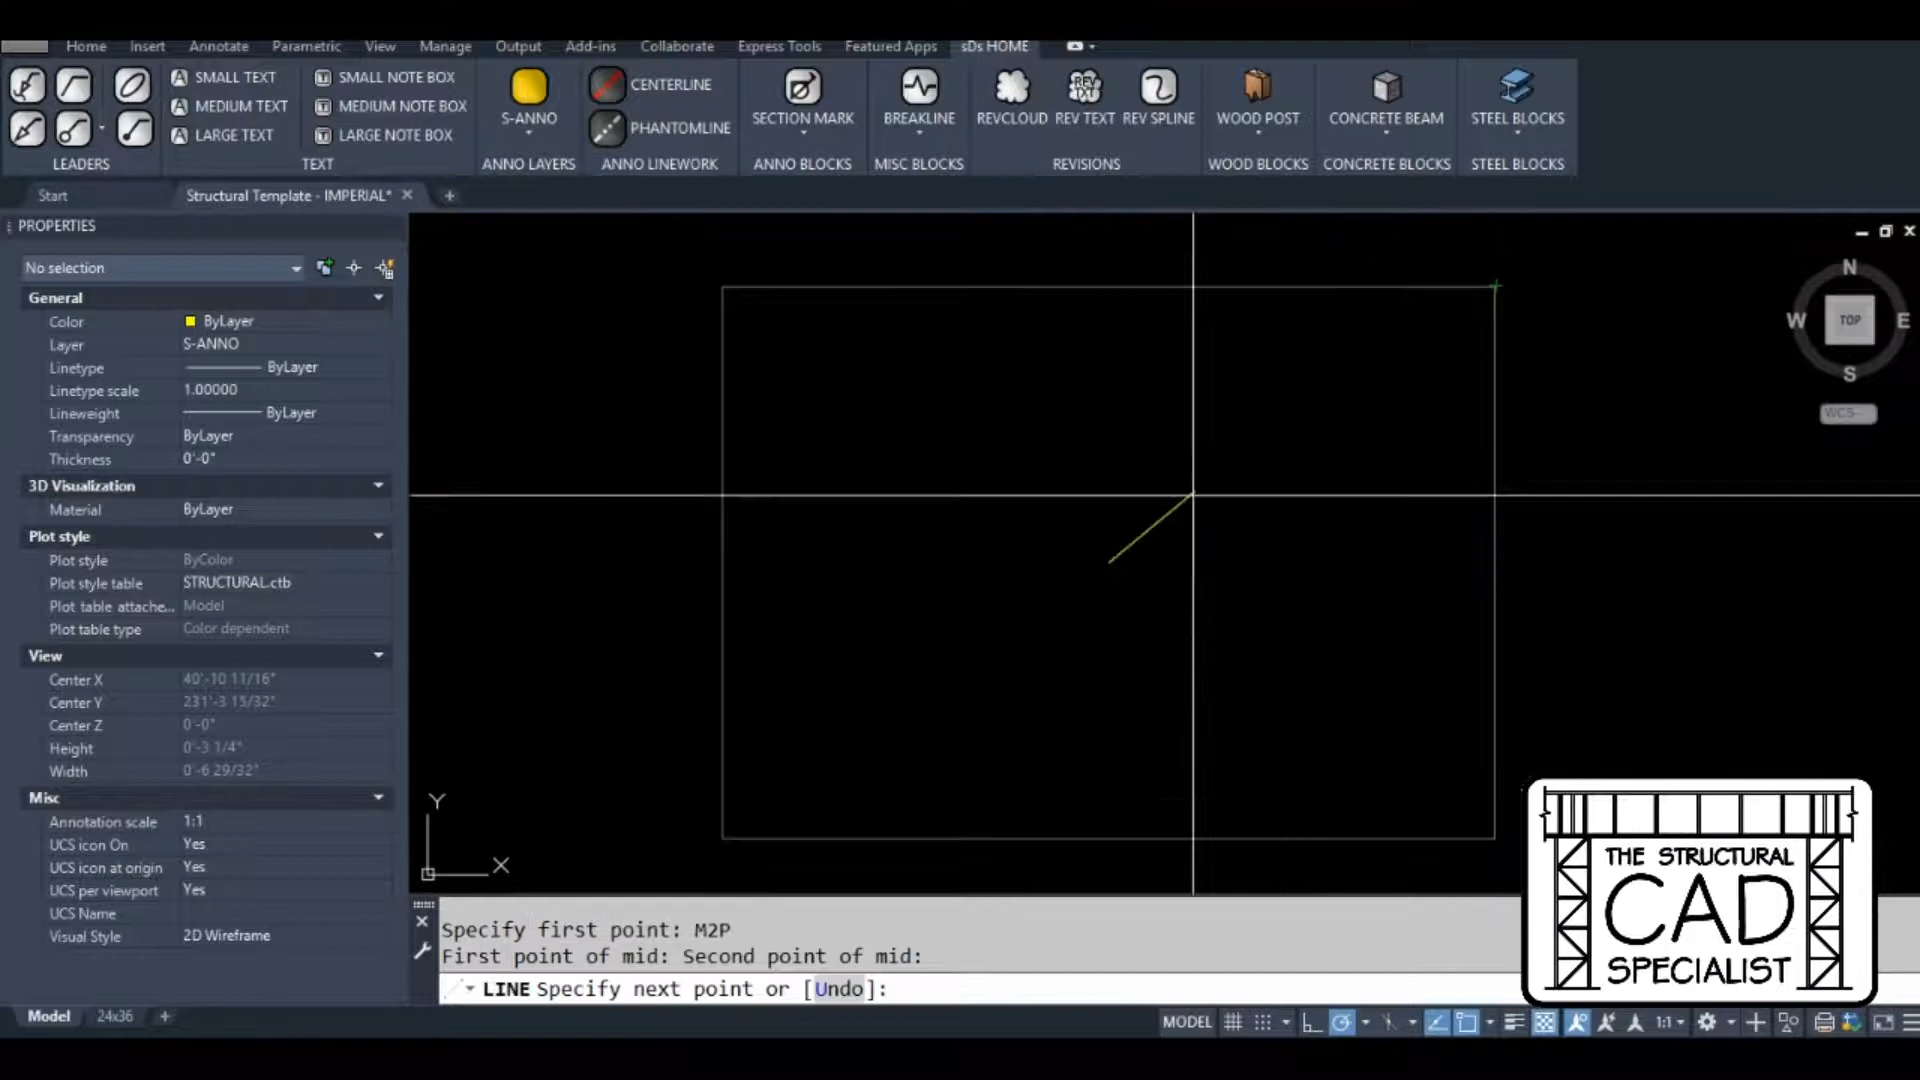 Home Insert Annotate Parametric View Manage Output Add-ins Collaborate Express Tools Featured Apps sDs HOME
SMALL TEXT
MEDIUM TEXT
LARGE TEXT
SMALL NOTE BOX
MEDIUM NOTE BOX
LARGE NOTE BOX
S-ANNO
CENTERLINE
PHANTOMLINE
SECTION MARK
BREAKLINE
REV
TXT
REVCLOUD REV TEXT REV SPLINE
WOOD POST
CONCRETE BEAM
STEEL BLOCKS
LEADERS TEXT ANNO LAYERS ANNO LINEWORK ANNO BLOCKS MISC BLOCKS REVISIONS WOOD BLOCKS CONCRETE BLOCKS STEEL BLOCKS
Start Structural Template - IMPERIAL*
PROPERTIES
No selection
General
Color ByLayer
Layer S-ANNO
Linetype ByLayer
Linetype scale 1.00000
Lineweight ByLayer
Transparency ByLayer
Thickness 0'-0"
3D Visualization
Material ByLayer
Plot style
Plot style ByColor
Plot style table STRUCTURAL.ctb
Plot table attache... Model
Plot table type Color dependent
View
Center X 40'-10 11/16"
Center Y 231'-3 15/32"
Center Z 0'-0"
Height 0'-3 1/4"
Width 0'-6 29/32"
Misc
Annotation scale 1:1
UCS icon On Yes
UCS icon at origin Yes
UCS per viewport Yes
UCS Name
Visual Style 2D Wireframe
N
W TOP E
S
WCS
Y
X
Specify first point: M2P
First point of mid: Second point of mid:
LINE Specify next point or [Undo]:
THE STRUCTURAL
CAD
SPECIALIST
Model 24x36 +
MODEL 1:1